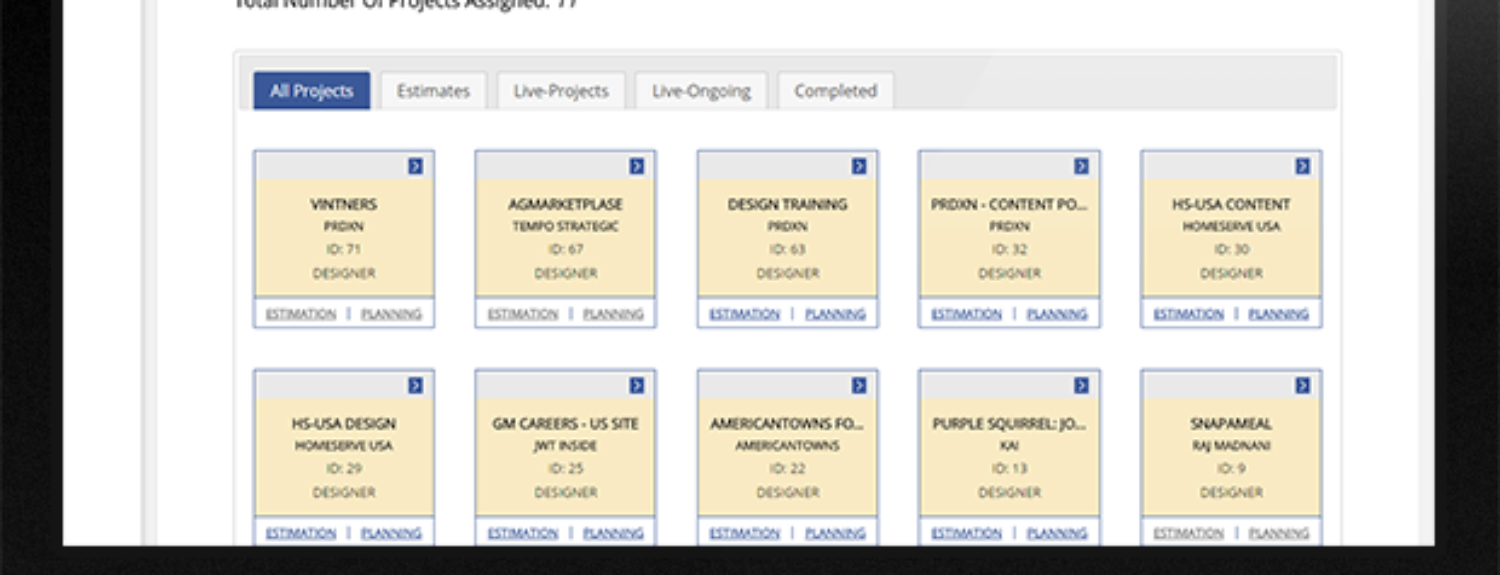 Total Number Of Projects Assigned: 77
All Projects Estimates Live-Projects Live-Ongoing Completed
VINTNERS AGMARKETPLASE DESIGN TRAINING PRDXN - CONTENT PO... HS-USA CONTENT
PRDXN TEMPO STRATEGIC PRDXN PRDXN HOMESERVE USA
ID: 71 ID: 67 ID: 63 ID: 32 ID: 30
DESIGNER DESIGNER DESIGNER DESIGNER DESIGNER
ESTIMATION | PLANNING ESTIMATION | PLANNING ESTIMATION | PLANNING ESTIMATION | PLANNING ESTIMATION | PLANNING
HS-USA DESIGN GM CAREERS - US SITE AMERICANTOWNS FO... PURPLE SQUIRREL: JO... SNAPAMEAL
HOMESERVE USA JWT INSIDE AMERICANTOWNS KAI RAJ MADNANI
ID: 29 ID: 25 ID: 22 ID: 13 ID: 9
DESIGNER DESIGNER DESIGNER DESIGNER DESIGNER
ESTIMATION | PLANNING ESTIMATION | PLANNING ESTIMATION | PLANNING ESTIMATION | PLANNING ESTIMATION | PLANNING